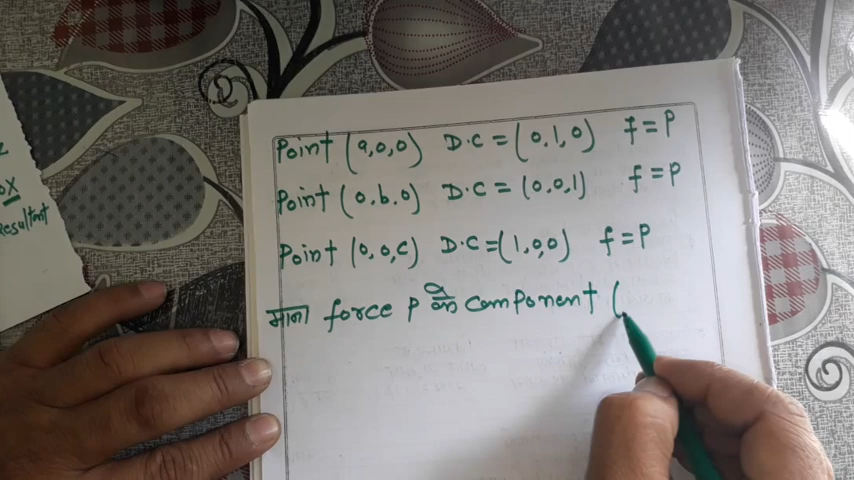 Point (a,0,0) D.C = (0,1,0) f=P
Point (0,b,0) D.C = (0,0,1) f=P
Point (0,0,c) D.C=(1,0,0) f=P
माना force P के component (
x
Resultant